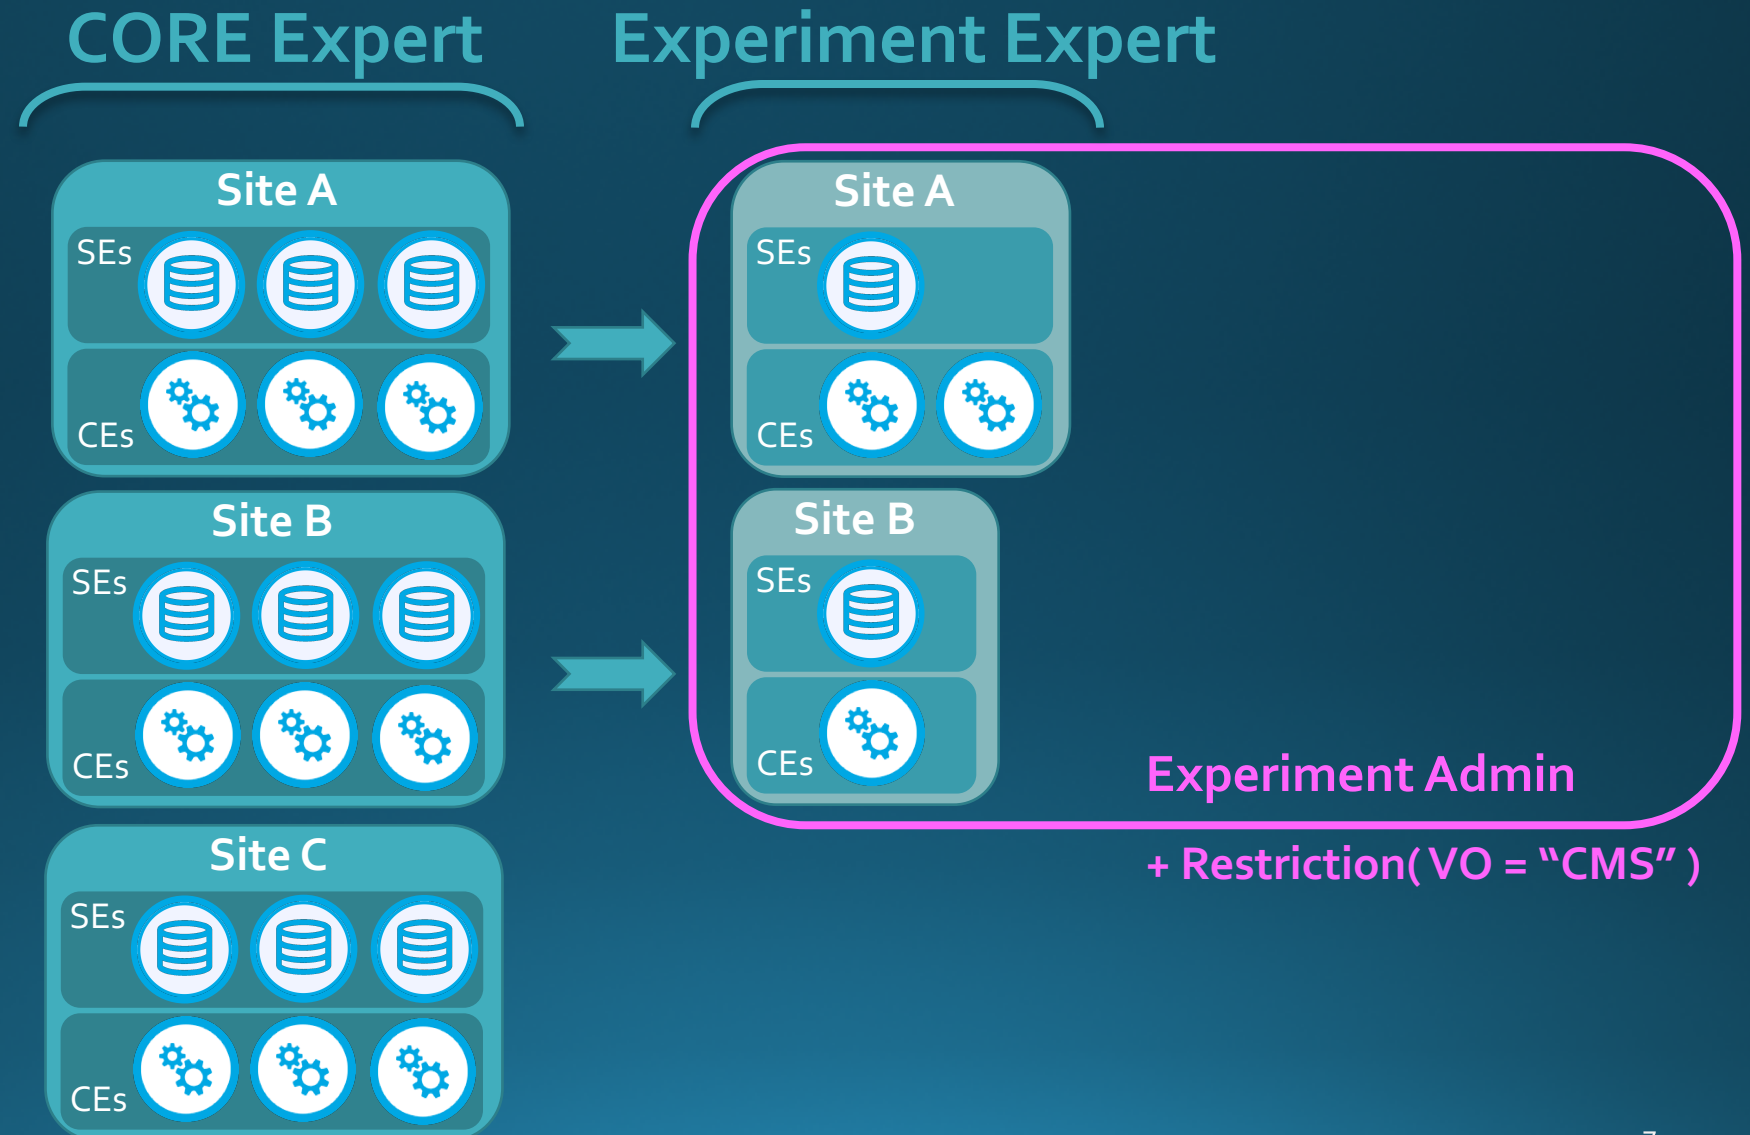 CORE Expert
Experiment Expert
Site A
SEs
CEs
Site B
SEs
CEs
Site C
SEs
CEs
Site A
SEs
CEs
Site B
SEs
CEs
Experiment Admin
+ Restriction( VO = “CMS” )